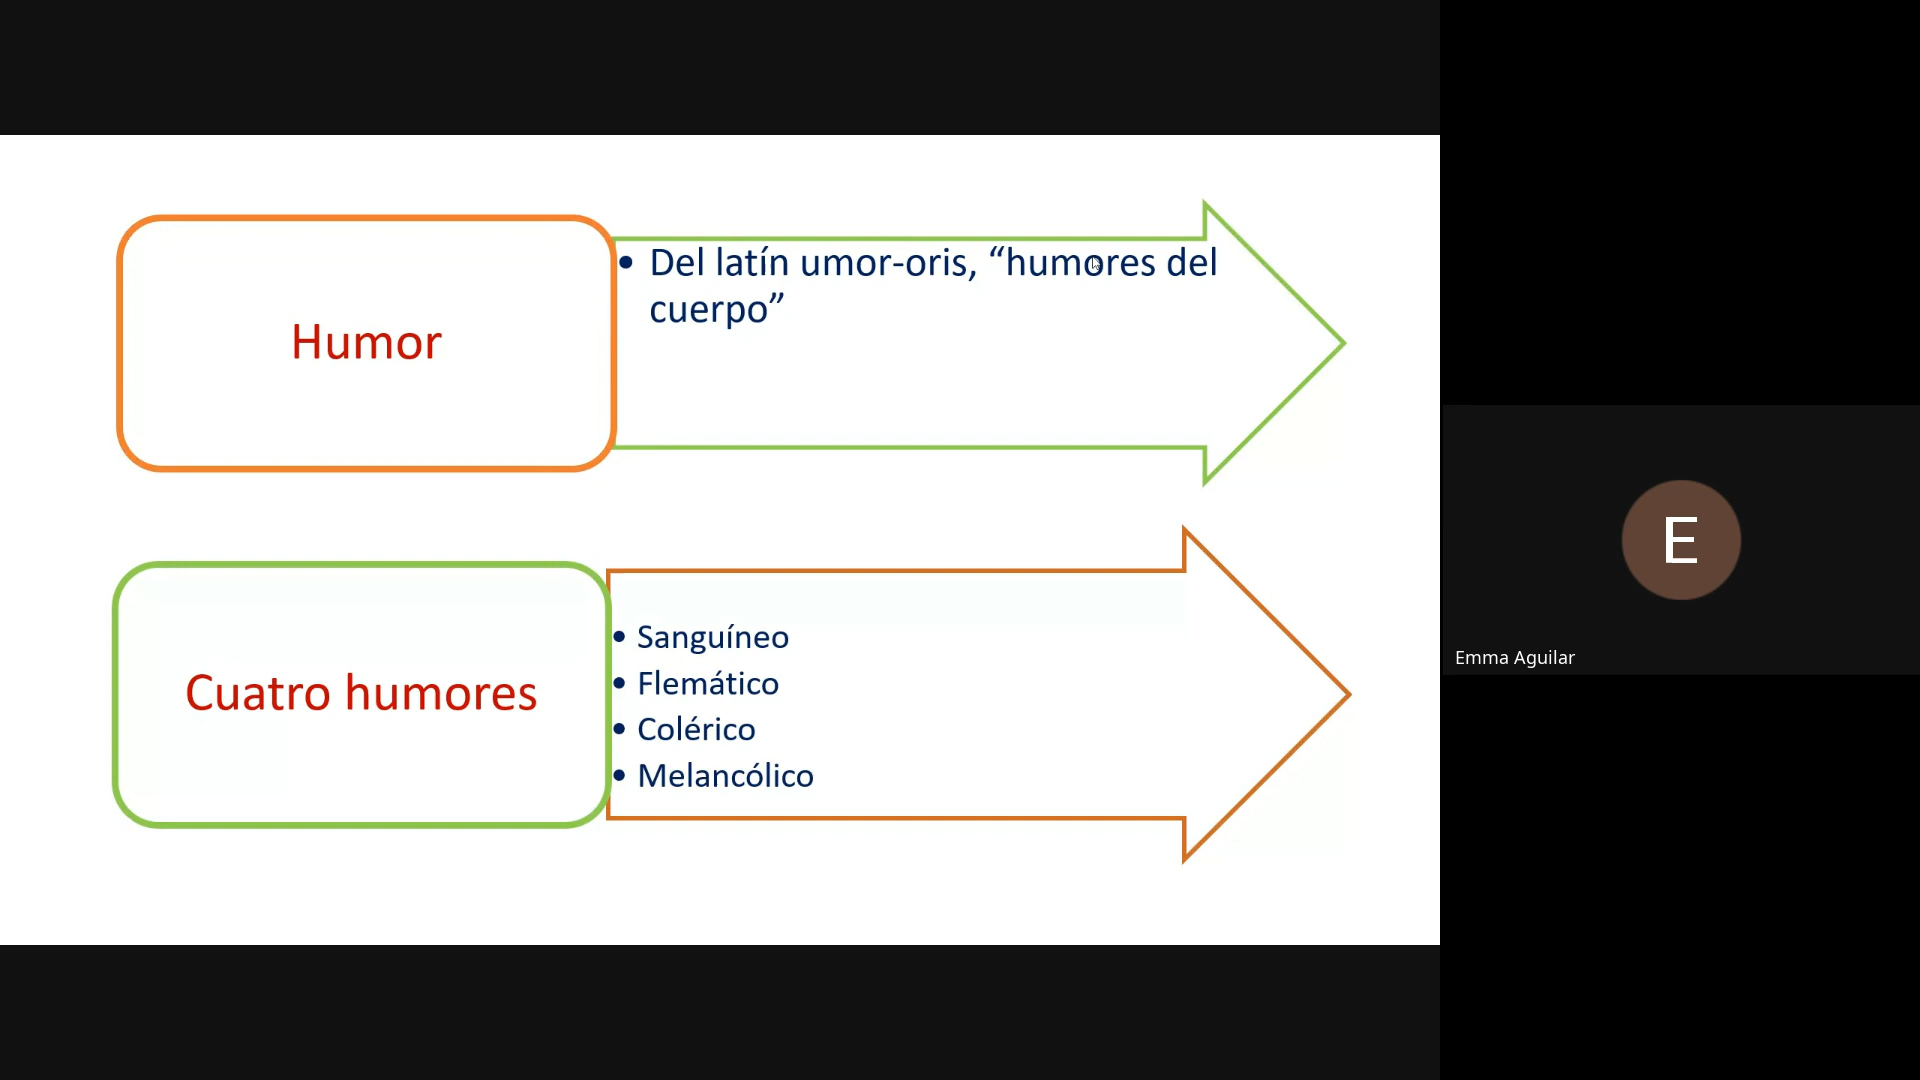 Humor
• Del latín umor-oris, “humores del
cuerpo”
Cuatro humores
• Sanguíneo
• Flemático
• Colérico
• Melancólico
E
Emma Aguilar